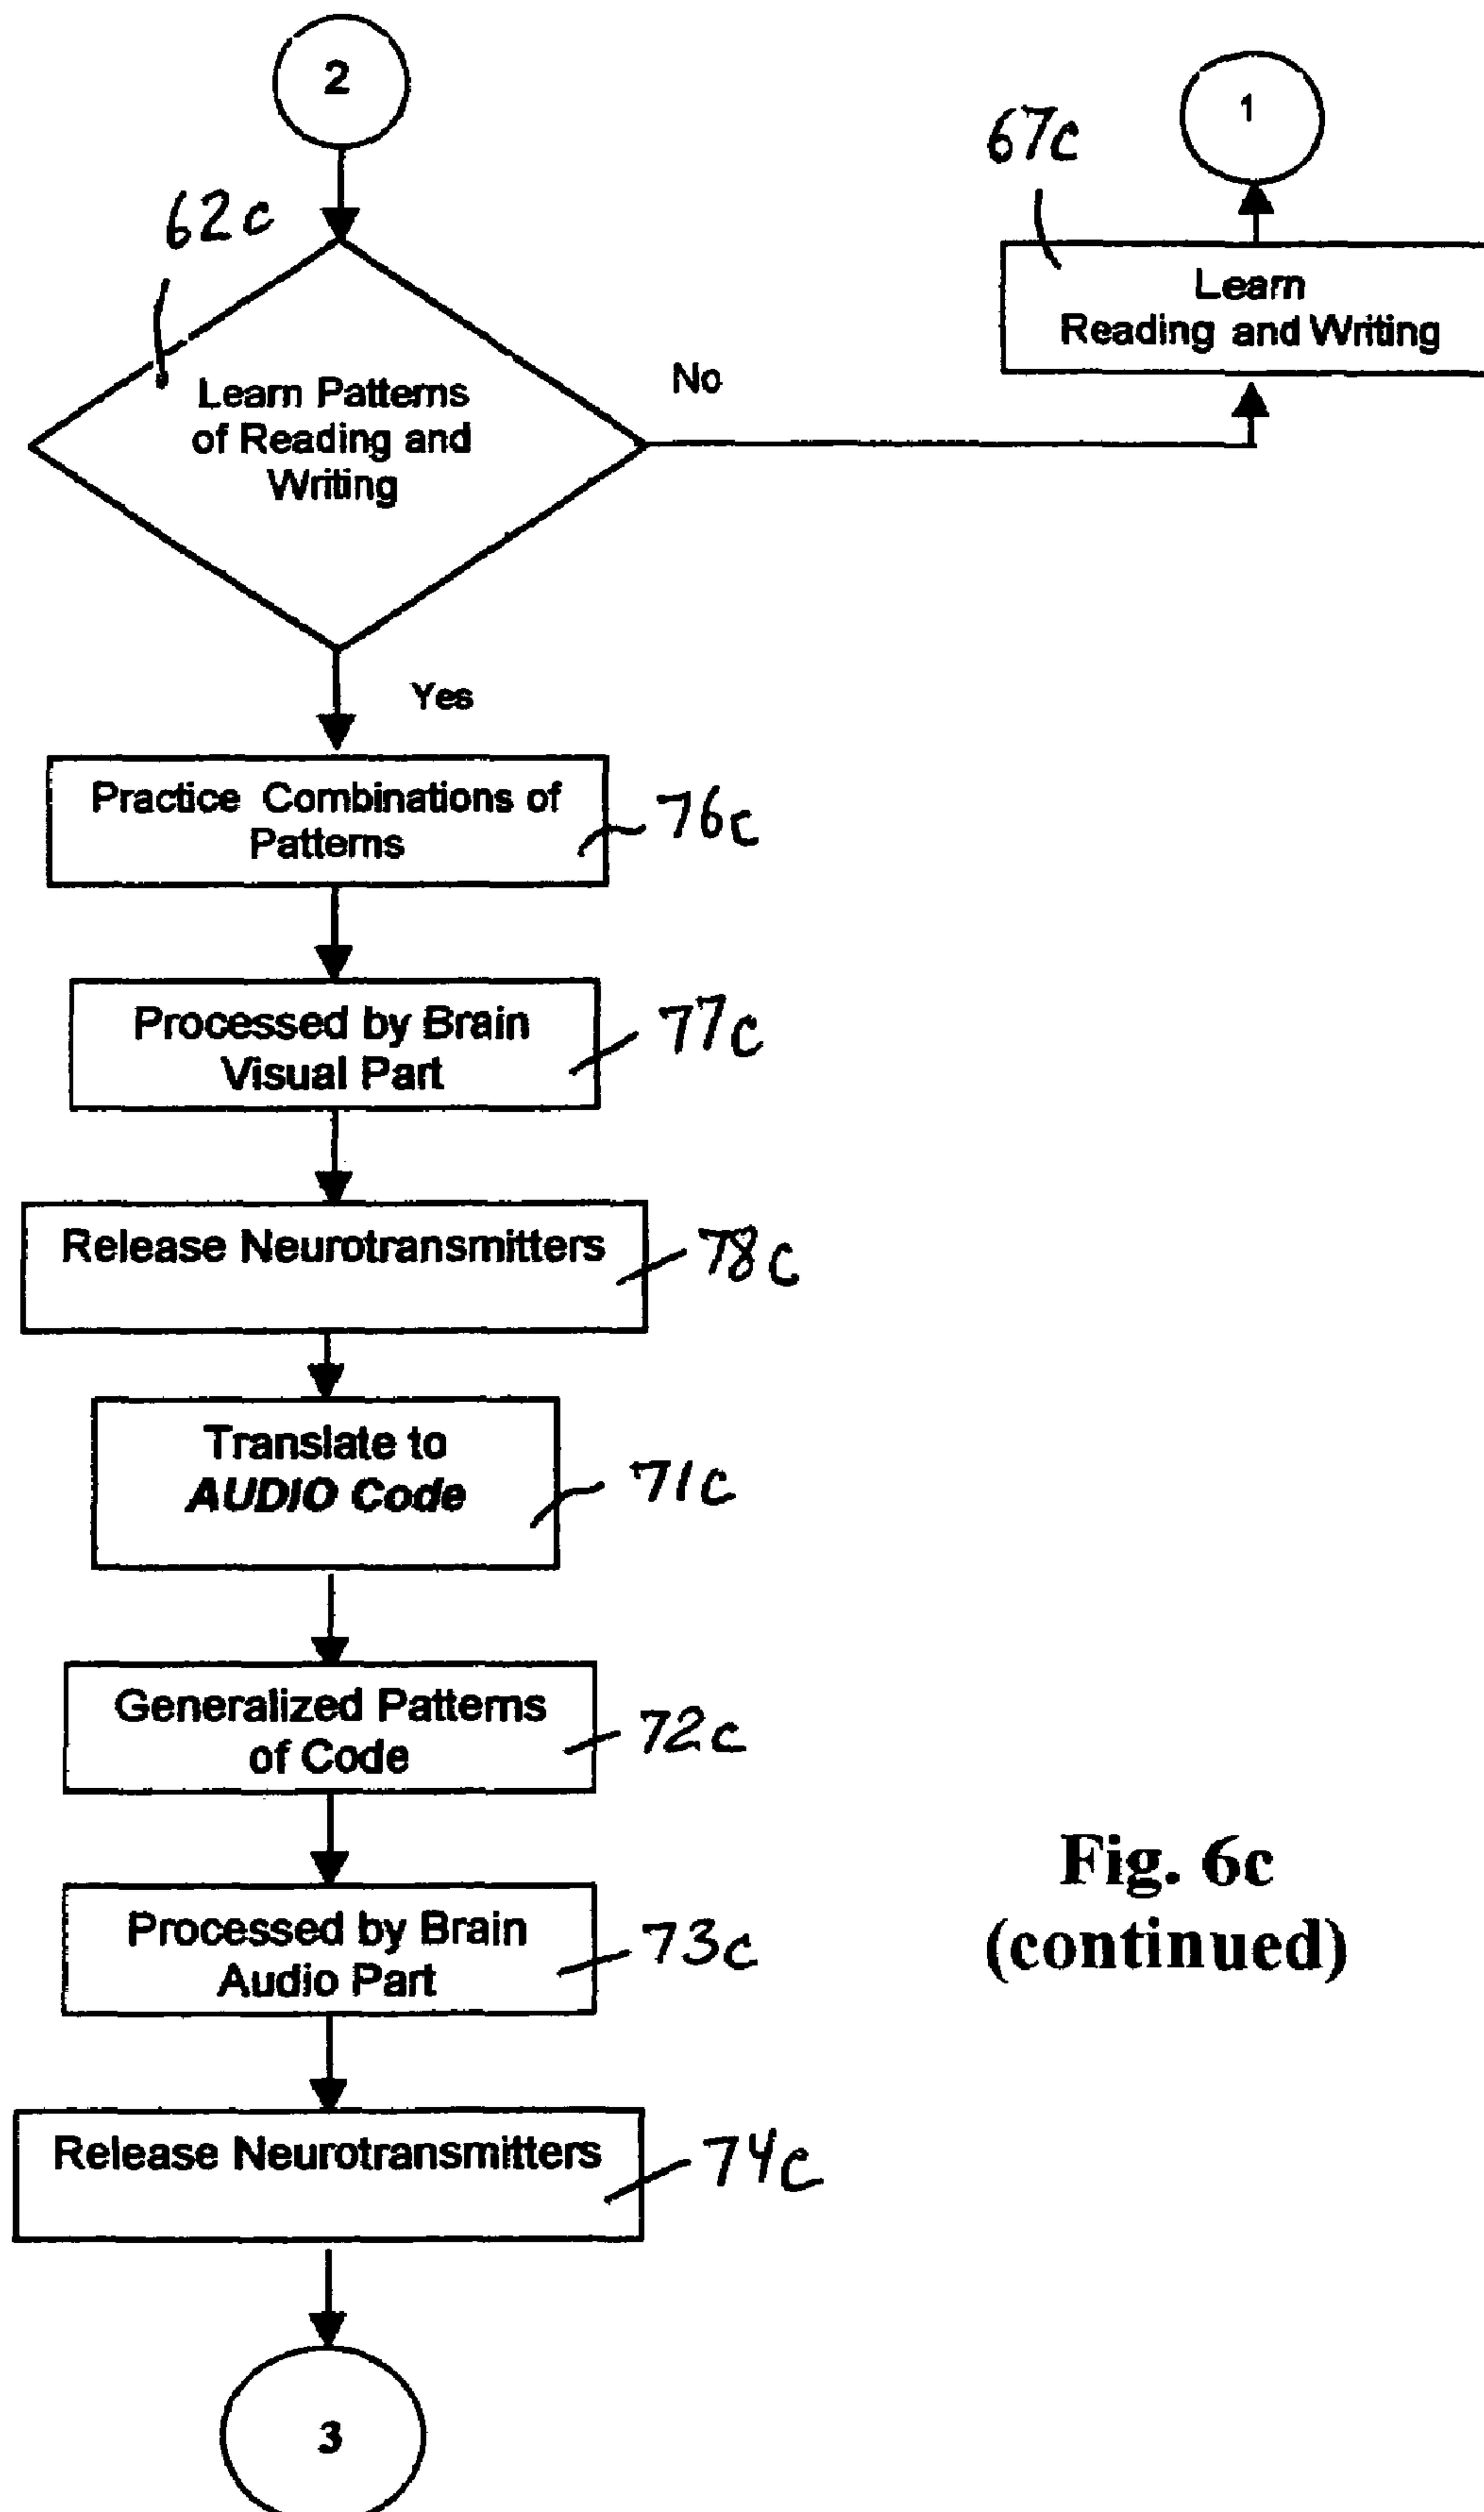 2
1
67c
62c
Learn
Reading and Writing
No
Learn Patterns
of Reading and
Writing
Yes
Practice Combinations of
Patterns
76c
Processed by Brain
Visual Part
77c
Release Neurotransmitters
78c
Translate to
AUDIO Code
71c
Generalized Patterns
of Code
72c
Processed by Brain
Audio Part
73c
Release Neurotransmitters
74c
3
Fig. 6c
(continued)